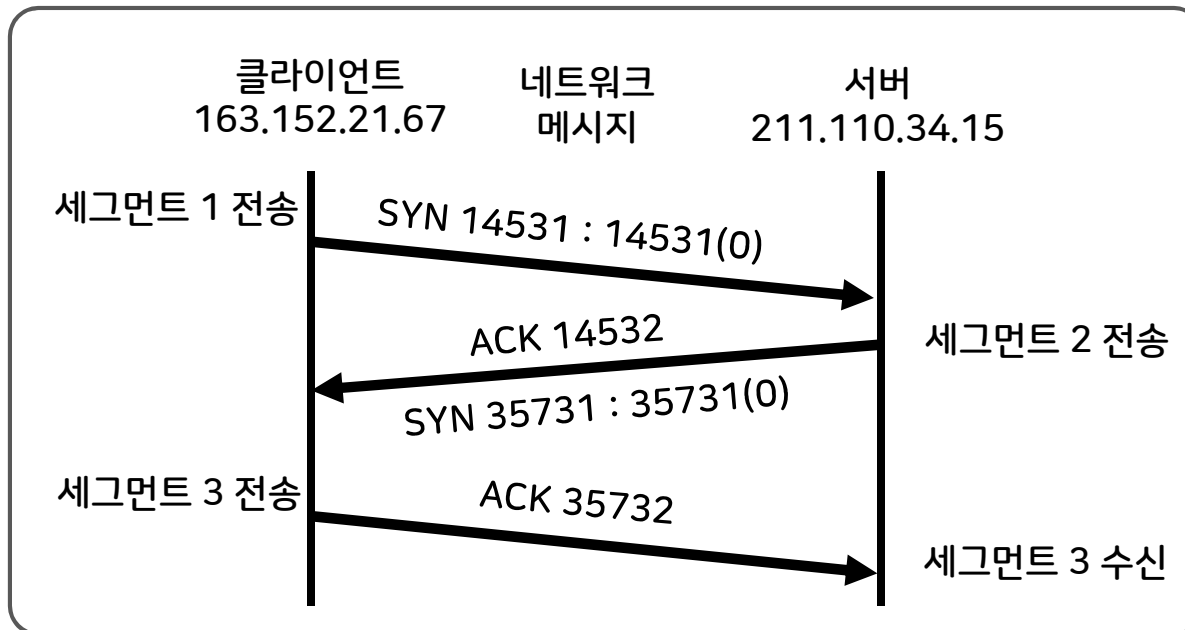 클라이언트
163.152.21.67
네트워크
메시지
서버
211.110.34.15
세그먼트 1 전송
SYN 14531 : 14531(0)
ACK 14532
세그먼트 2 전송
SYN 35731 : 35731(0)
세그먼트 3 전송
ACK 35732
세그먼트 3 수신